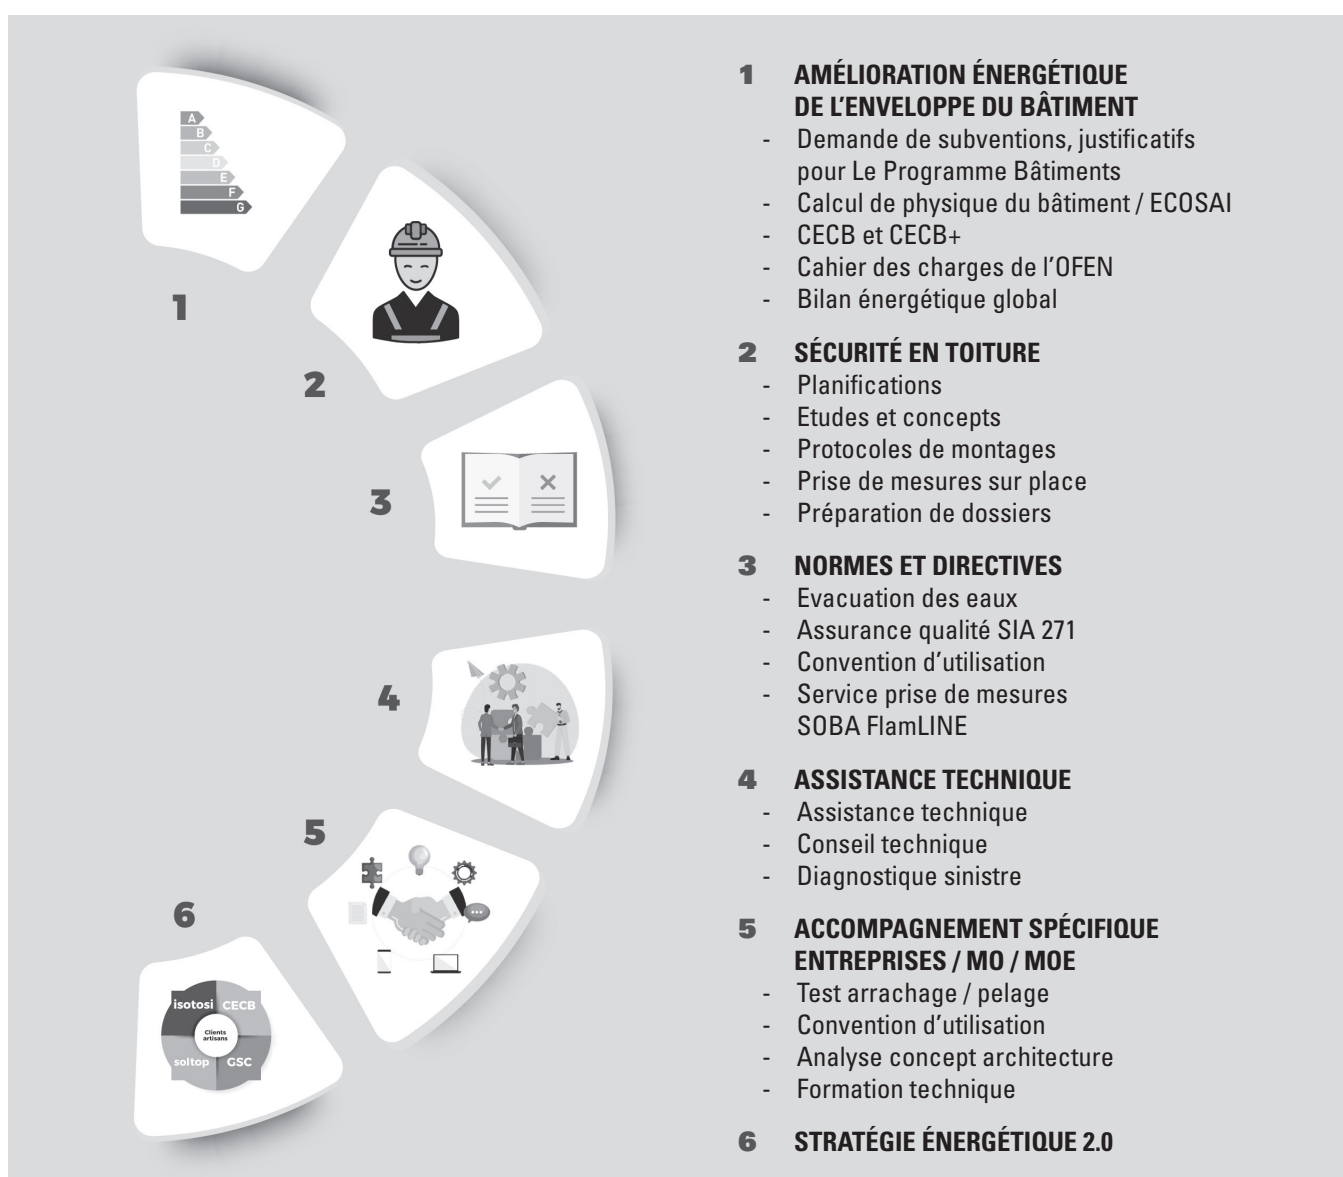 A
B
C
D
E
F
G
1
2
3
4
5
6
isotosi CECB
Clients
artisans
soltop GSC
1 AMÉLIORATION ÉNERGÉTIQUE
DE L'ENVELOPPE DU BÂTIMENT
- Demande de subventions, justificatifs
pour Le Programme Bâtiments
- Calcul de physique du bâtiment / ECOSAI
- CECB et CECB+
- Cahier des charges de l'OFEN
- Bilan énergétique global
2 SÉCURITÉ EN TOITURE
- Planifications
- Etudes et concepts
- Protocoles de montages
- Prise de mesures sur place
- Préparation de dossiers
3 NORMES ET DIRECTIVES
- Evacuation des eaux
- Assurance qualité SIA 271
- Convention d'utilisation
- Service prise de mesures
SOBA FlamLINE
4 ASSISTANCE TECHNIQUE
- Assistance technique
- Conseil technique
- Diagnostique sinistre
5 ACCOMPAGNEMENT SPÉCIFIQUE
ENTREPRISES / MO / MOE
- Test arrachage / pelage
- Convention d'utilisation
- Analyse concept architecture
- Formation technique
6 STRATÉGIE ÉNERGÉTIQUE 2.0